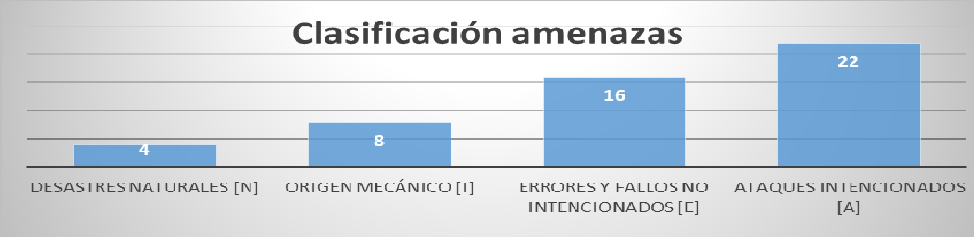 Clasificación amenazas
4
8
16
22
DESASTRES NATURALES [N]
ORIGEN MECÁNICO [I]
ERRORES Y FALLOS NO
INTENCIONADOS [E]
ATAQUES INTENCIONADOS
[A]